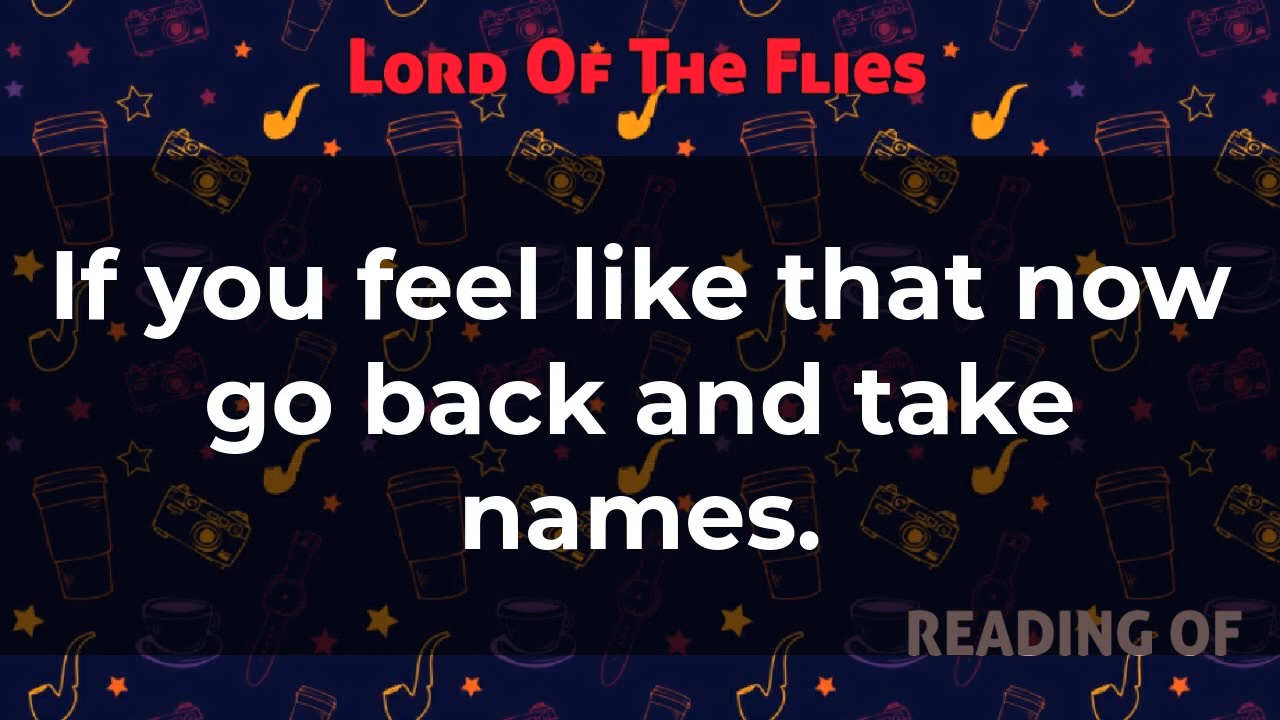 Lord Of The Flies
If you feel like that now
go back and take
names.
READING OF